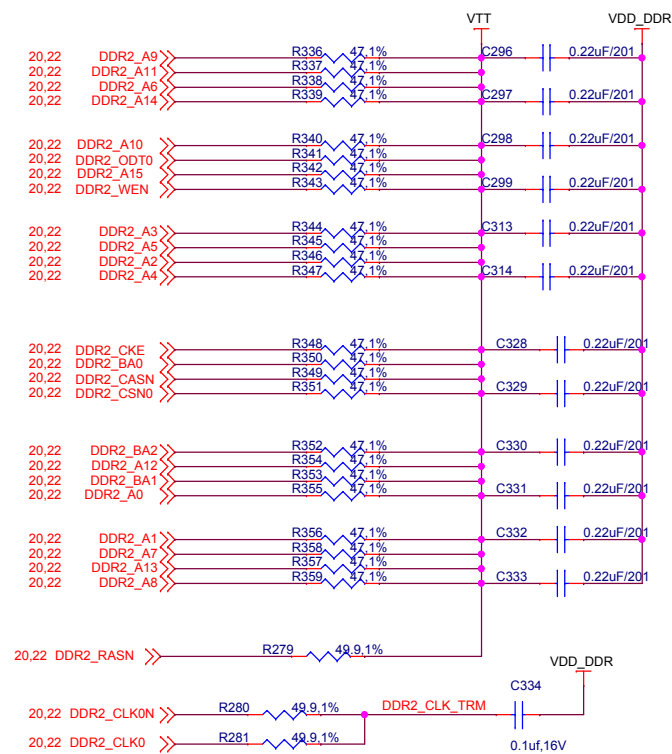 VTT VDD_DDR
20,22 DDR2_A9 R336 47,1% C296 0.22uF/201
20,22 DDR2_A11 R337 47,1%
20,22 DDR2_A6 R338 47,1%
20,22 DDR2_A14 R339 47,1% C297 0.22uF/201
20,22 DDR2_A10 R340 47,1% C298 0.22uF/201
20,22 DDR2_ODT0 R341 47,1%
20,22 DDR2_A15 R342 47,1%
20,22 DDR2_WEN R343 47,1% C299 0.22uF/201
20,22 DDR2_A3 R344 47,1% C313 0.22uF/201
20,22 DDR2_A5 R345 47,1%
20,22 DDR2_A2 R346 47,1%
20,22 DDR2_A4 R347 47,1% C314 0.22uF/201
20,22 DDR2_CKE R348 47,1% C328 0.22uF/201
20,22 DDR2_BA0 R350 47,1%
20,22 DDR2_CASN R349 47,1%
20,22 DDR2_CSN0 R351 47,1% C329 0.22uF/201
20,22 DDR2_BA2 R352 47,1% C330 0.22uF/201
20,22 DDR2_A12 R354 47,1%
20,22 DDR2_BA1 R353 47,1%
20,22 DDR2_A0 R355 47,1% C331 0.22uF/201
20,22 DDR2_A1 R356 47,1% C332 0.22uF/201
20,22 DDR2_A7 R358 47,1%
20,22 DDR2_A13 R357 47,1%
20,22 DDR2_A8 R359 47,1% C333 0.22uF/201
20,22 DDR2_RASN R279 49.9,1%
VDD_DDR
20,22 DDR2_CLK0N R280 49.9,1% DDR2_CLK_TRM C334
20,22 DDR2_CLK0 R281 49.9,1% 0.1uf,16V